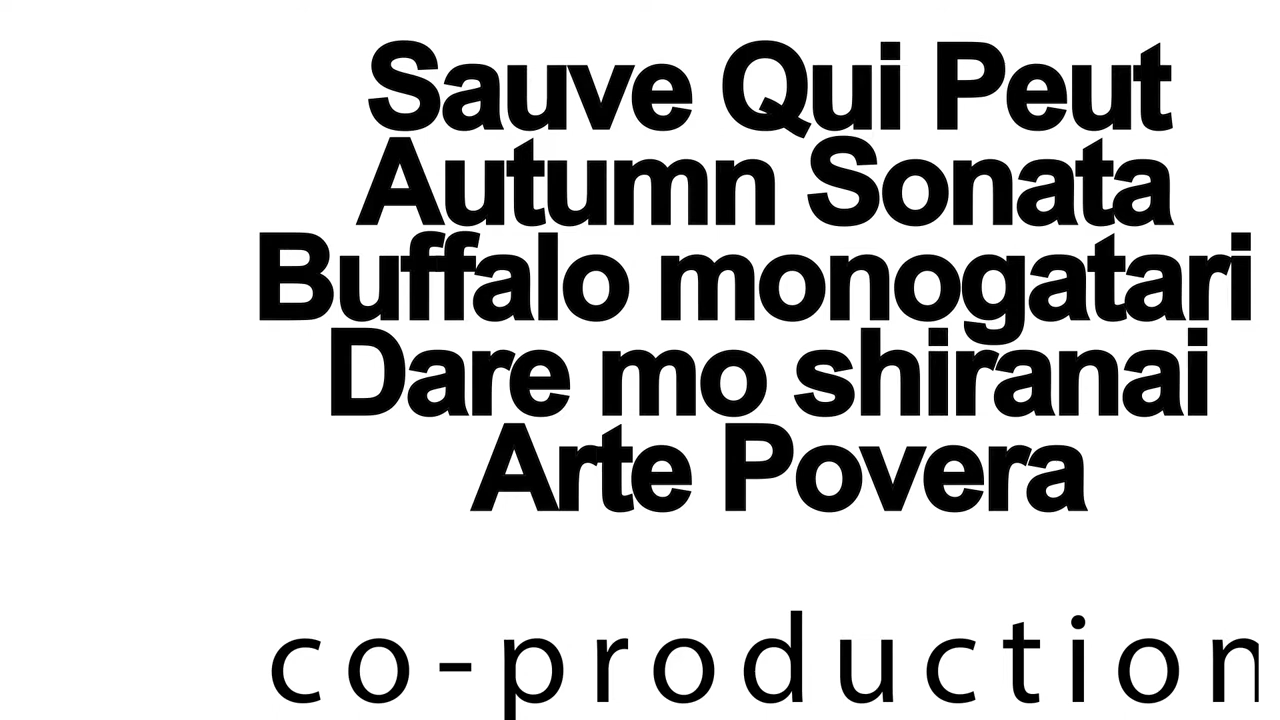 Sauve Qui Peut
Autumn Sonata
Buffalo monogatari
Dare mo shiranai
Arte Povera
co-production